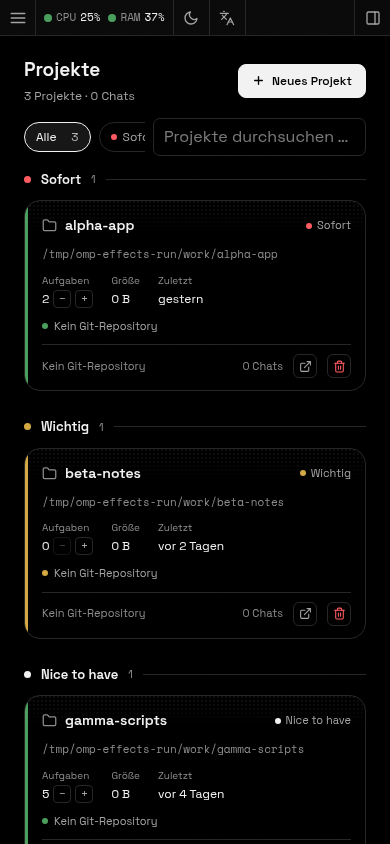 CPU 25% RAM 37%
Projekte
3 Projekte · 0 Chats
+ Neues Projekt
Alle 3
Sofo
Projekte durchsuchen ...
Sofort 1
alpha-app
Sofort
/tmp/omp-effects-run/work/alpha-app
Aufgaben Größe Zuletzt
2 − + 0 B gestern
Kein Git-Repository
Kein Git-Repository 0 Chats
Wichtig 1
beta-notes
Wichtig
/tmp/omp-effects-run/work/beta-notes
Aufgaben Größe Zuletzt
0 − + 0 B vor 2 Tagen
Kein Git-Repository
Kein Git-Repository 0 Chats
Nice to have 1
gamma-scripts
Nice to have
/tmp/omp-effects-run/work/gamma-scripts
Aufgaben Größe Zuletzt
5 − + 0 B vor 4 Tagen
Kein Git-Repository